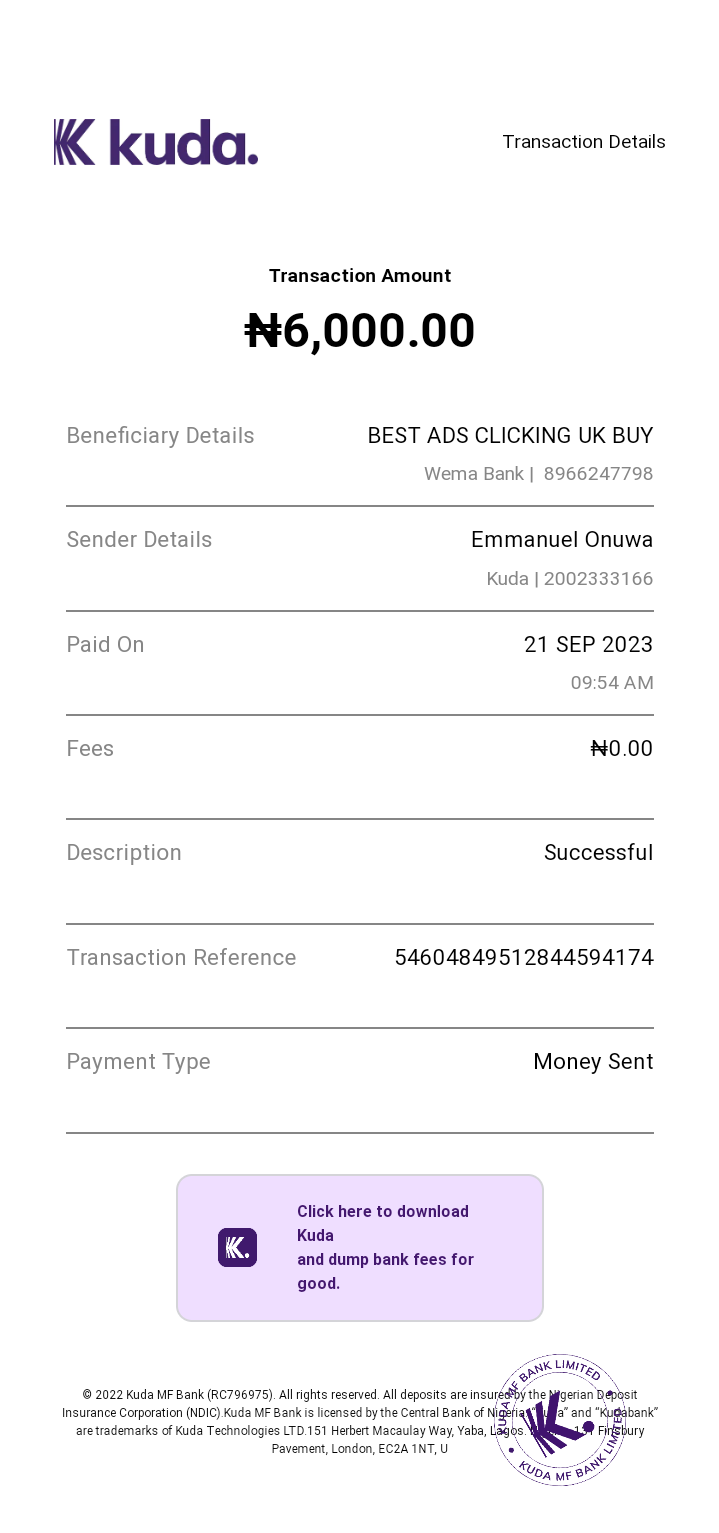 kuda.
Transaction Details
Transaction Amount
₦6,000.00
Beneficiary Details
BEST ADS CLICKING UK BUY
Wema Bank | 8966247798
Sender Details
Emmanuel Onuwa
Kuda | 2002333166
Paid On
21 SEP 2023
09:54 AM
Fees
₦0.00
Description
Successful
Transaction Reference
54604849512844594174
Payment Type
Money Sent
Click here to download
Kuda
and dump bank fees for
good.
© 2022 Kuda MF Bank (RC796975). All rights reserved. All deposits are insured by the Nigerian Deposit
Insurance Corporation (NDIC).Kuda MF Bank is licensed by the Central Bank of Nigeria. “Kuda” and “Kudabank”
are trademarks of Kuda Technologies LTD.151 Herbert Macaulay Way, Yaba, Lagos. Finsbury
Pavement, London, EC2A 1NT, U
KUDA MF BANK LIMITED
KUDA MF BANK LIMITED